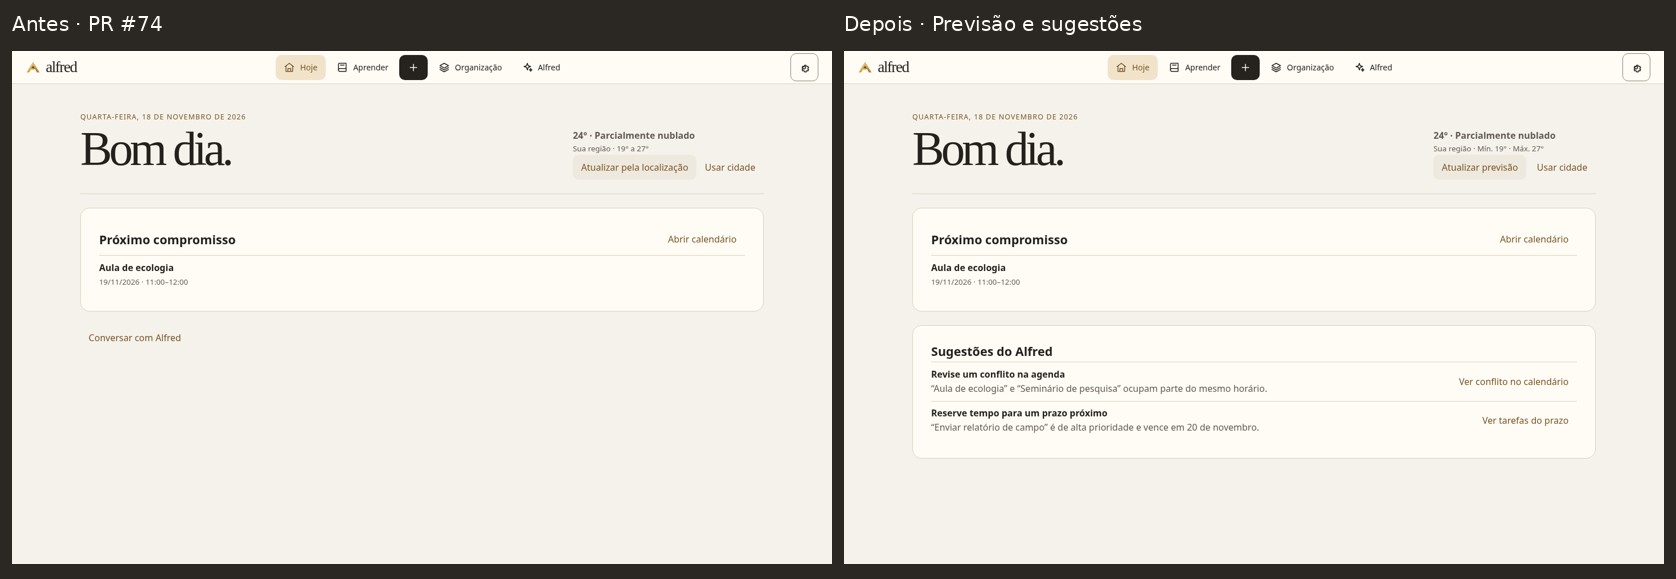 Antes · PR #74
alfred
Hoje
Aprender
+
Organização
Alfred
QUARTA-FEIRA, 18 DE NOVEMBRO DE 2026
Bom dia.
24° · Parcialmente nublado
Sua região · 19° a 27°
Atualizar pela localização
Usar cidade
Próximo compromisso
Abrir calendário
Aula de ecologia
19/11/2026 · 11:00–12:00
Conversar com Alfred
Depois · Previsão e sugestões
alfred
Hoje
Aprender
+
Organização
Alfred
QUARTA-FEIRA, 18 DE NOVEMBRO DE 2026
Bom dia.
24° · Parcialmente nublado
Sua região · Mín. 19° · Máx. 27°
Atualizar previsão
Usar cidade
Próximo compromisso
Abrir calendário
Aula de ecologia
19/11/2026 · 11:00–12:00
Sugestões do Alfred
Revise um conflito na agenda
“Aula de ecologia” e “Seminário de pesquisa” ocupam parte do mesmo horário.
Ver conflito no calendário
Reserve tempo para um prazo próximo
“Enviar relatório de campo” é de alta prioridade e vence em 20 de novembro.
Ver tarefas do prazo